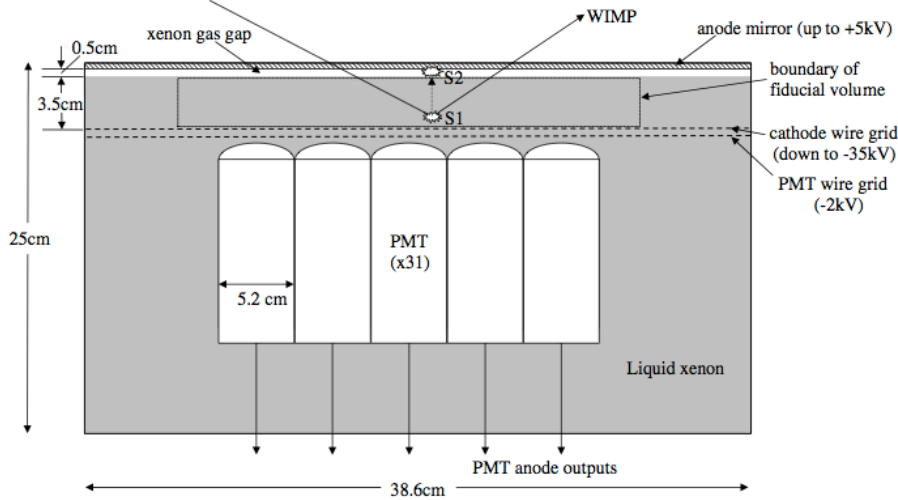 WIMP
anode mirror (up to +5kV)
xenon gas gap
0.5cm
S2
boundary of
fiducial volume
3.5cm
S1
cathode wire grid
(down to -35kV)
PMT wire grid
(-2kV)
25cm
PMT
(x31)
5.2 cm
Liquid xenon
PMT anode outputs
38.6cm